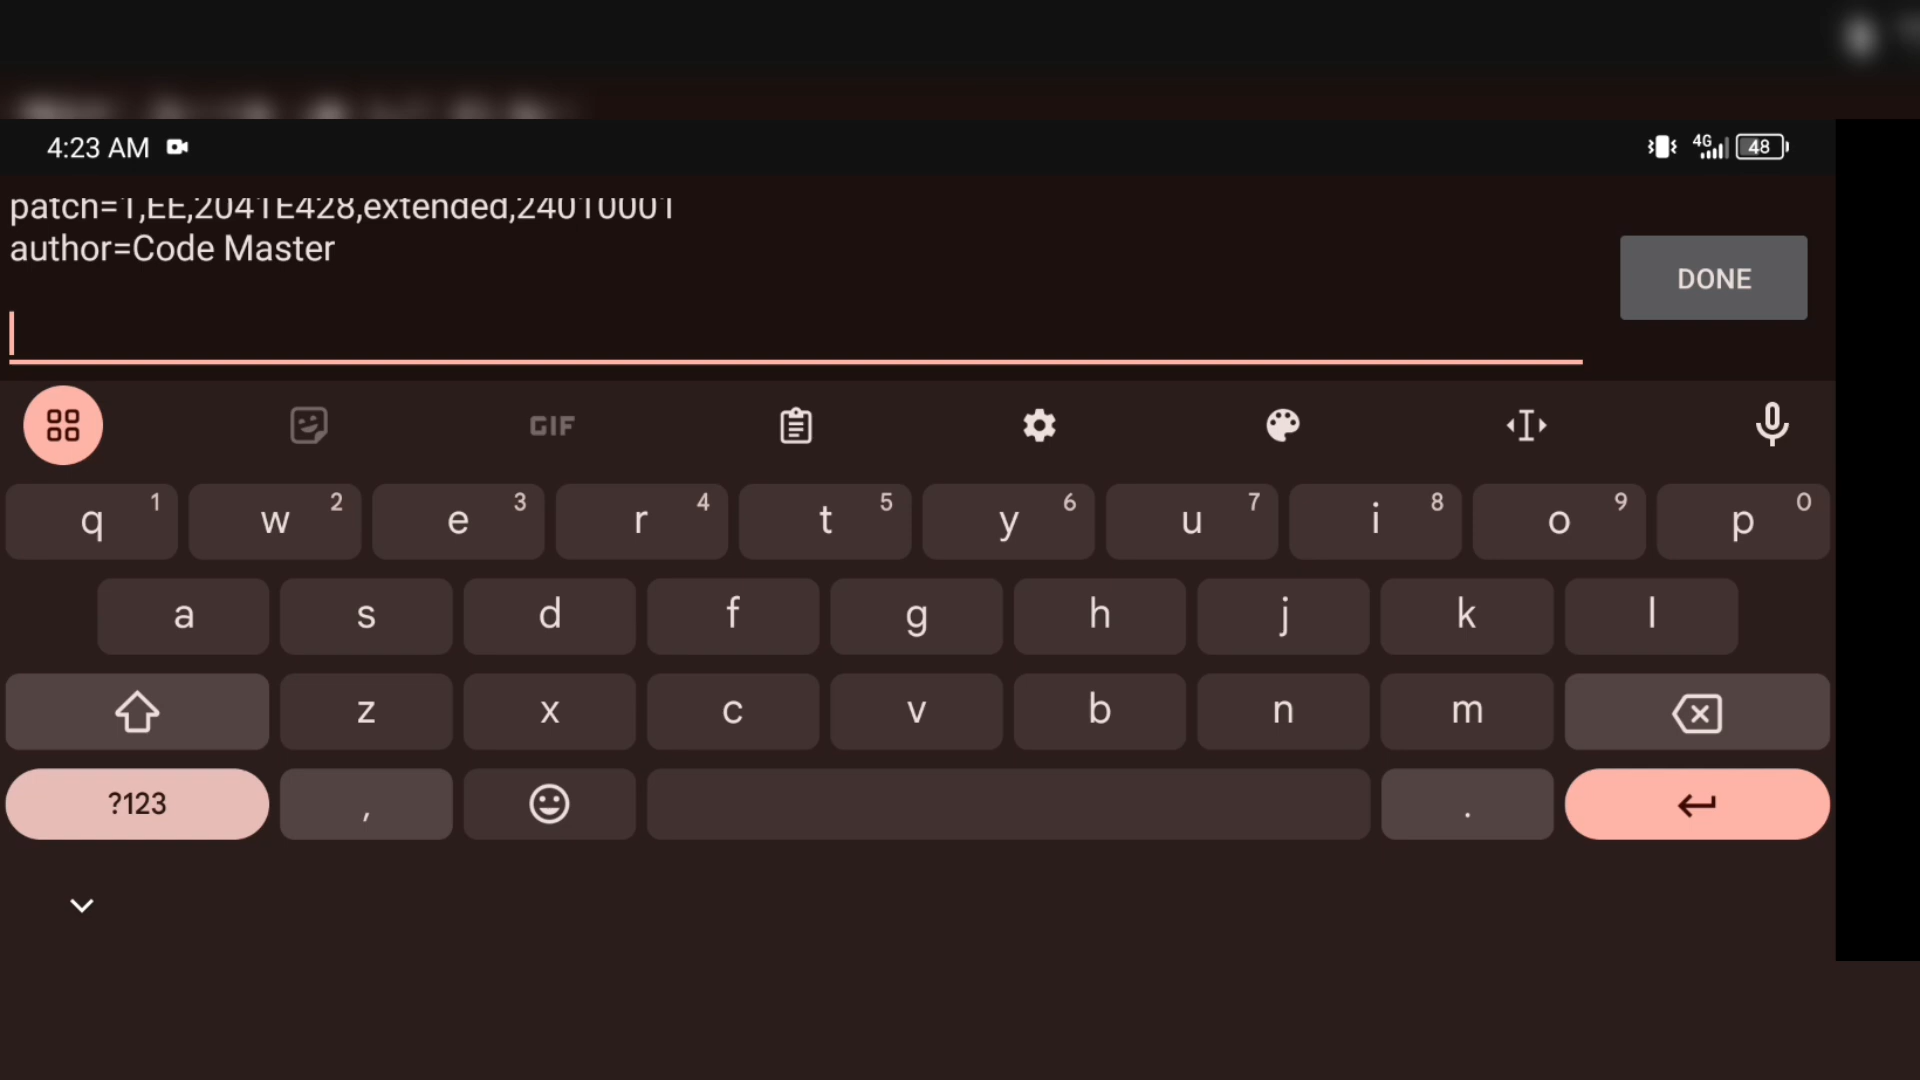 4:23 AM
4G
48
patch=1,EE,2041E428,extended,24010001
author=Code Master
DONE
GIF
q 1 w 2 e 3 r 4 t 5 y 6 u 7 i 8 o 9 p 0
a s d f g h j k l
z x c v b n m
?123 , .